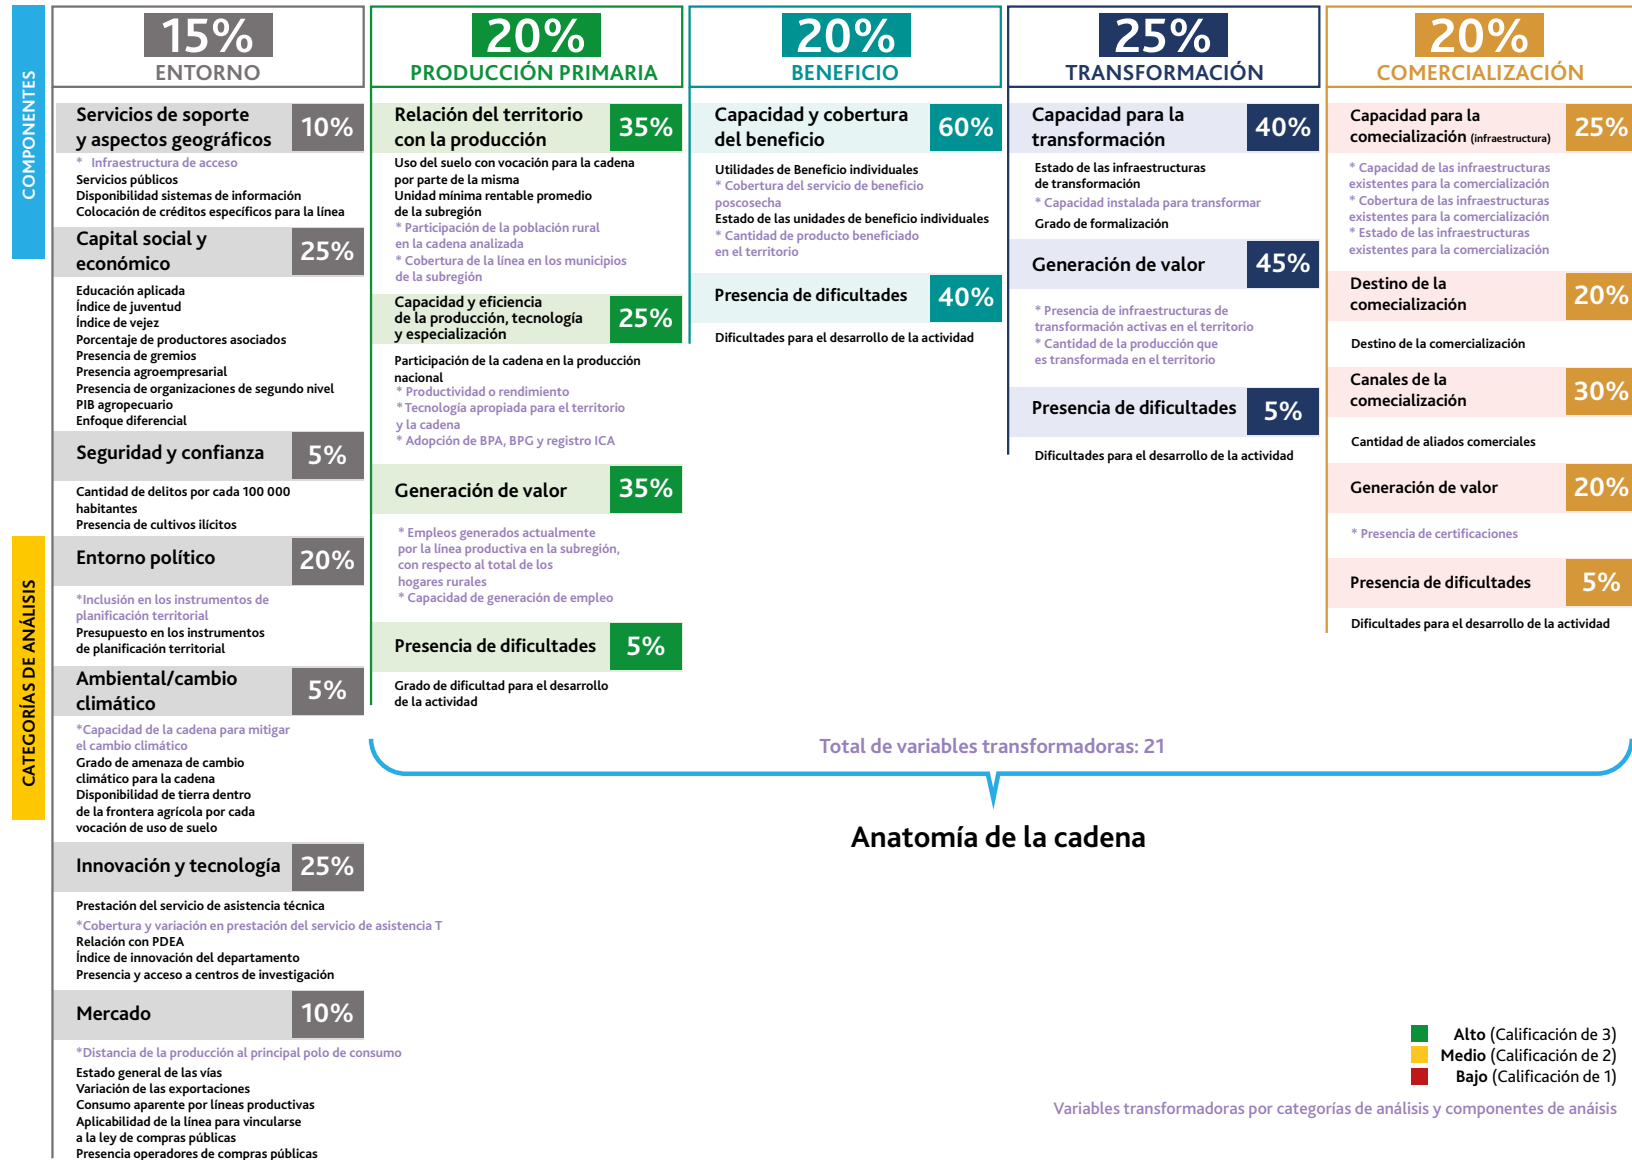 COMPONENTES
CATEGORÍAS DE ANÁLISIS
15%
ENTORNO
Servicios de soporte
y aspectos geográficos
10%
* Infraestructura de acceso
Servicios públicos
Disponibilidad sistemas de información
Colocación de créditos específicos para la línea
Capital social y
económico
25%
Educación aplicada
Índice de juventud
Índice de vejez
Porcentaje de productores asociados
Presencia de gremios
Presencia agroempresarial
Presencia de organizaciones de segundo nivel
PIB agropecuario
Enfoque diferencial
Seguridad y confianza
5%
Cantidad de delitos por cada 100 000
habitantes
Presencia de cultivos ilícitos
Entorno político
20%
*Inclusión en los instrumentos de
planificación territorial
Presupuesto en los instrumentos
de planificación territorial
Ambiental/cambio
climático
5%
*Capacidad de la cadena para mitigar
el cambio climático
Grado de amenaza de cambio
climático para la cadena
Disponibilidad de tierra dentro
de la frontera agrícola por cada
vocación de uso de suelo
Innovación y tecnología
25%
Prestación del servicio de asistencia técnica
*Cobertura y variación en prestación del servicio de asistencia T
Relación con PDEA
Índice de innovación del departamento
Presencia y acceso a centros de investigación
Mercado
10%
*Distancia de la producción al principal polo de consumo
Estado general de las vías
Variación de las exportaciones
Consumo aparente por líneas productivas
Aplicabilidad de la línea para vincularse
a la ley de compras públicas
Presencia operadores de compras públicas
20%
PRODUCCIÓN PRIMARIA
Relación del territorio
con la producción
35%
Uso del suelo con vocación para la cadena
por parte de la misma
Unidad mínima rentable promedio
de la subregión
* Participación de la población rural
en la cadena analizada
* Cobertura de la línea en los municipios
de la subregión
Capacidad y eficiencia
de la producción, tecnología
y especialización
25%
Participación de la cadena en la producción
nacional
* Productividad o rendimiento
*Tecnología apropiada para el territorio
y la cadena
* Adopción de BPA, BPG y registro ICA
Generación de valor
35%
* Empleos generados actualmente
por la línea productiva en la subregión,
con respecto al total de los
hogares rurales
* Capacidad de generación de empleo
Presencia de dificultades
5%
Grado de dificultad para el desarrollo
de la actividad
20%
BENEFICIO
Capacidad y cobertura
del beneficio
60%
Utilidades de Beneficio individuales
* Cobertura del servicio de beneficio
poscosecha
Estado de las unidades de beneficio individuales
* Cantidad de producto beneficiado
en el territorio
Presencia de dificultades
40%
Dificultades para el desarrollo de la actividad
25%
TRANSFORMACIÓN
Capacidad para la
transformación
40%
Estado de las infraestructuras
de transformación
* Capacidad instalada para transformar
Grado de formalización
Generación de valor
45%
* Presencia de infraestructuras de
transformación activas en el territorio
* Cantidad de la producción que
es transformada en el territorio
Presencia de dificultades
5%
Dificultades para el desarrollo de la actividad
20%
COMERCIALIZACIÓN
Capacidad para la
comecialización (infraestructura)
25%
* Capacidad de las infraestructuras
existentes para la comercialización
* Cobertura de las infraestructuras
existentes para la comercialización
* Estado de las infraestructuras
existentes para la comercialización
Destino de la
comecialización
20%
Destino de la comercialización
Canales de la
comecialización
30%
Cantidad de aliados comerciales
Generación de valor
20%
* Presencia de certificaciones
Presencia de dificultades
5%
Dificultades para el desarrollo de la actividad
Total de variables transformadoras: 21
Anatomía de la cadena
Alto (Calificación de 3)
Medio (Calificación de 2)
Bajo (Calificación de 1)
Variables transformadoras por categorías de análisis y componentes de anáisis